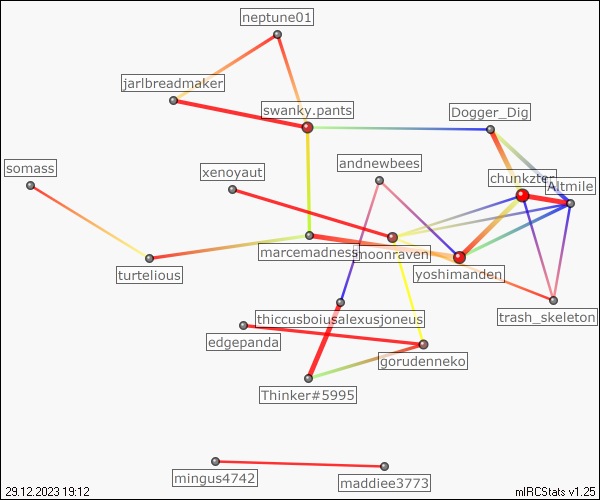 neptune01
jarlbreadmaker
swanky.pants
Dogger_Dig
andnewbees
somass
xenoyaut
chunkzter
Altmile
marcemadness
moonraven
turtelious
yoshimanden
thiccusboiusalexusjoneus
trash_skeleton
edgepanda
gorudenneko
Thinker#5995
mingus4742
maddiee3773
29.12.2023 19:12
mIRCStats v1.25